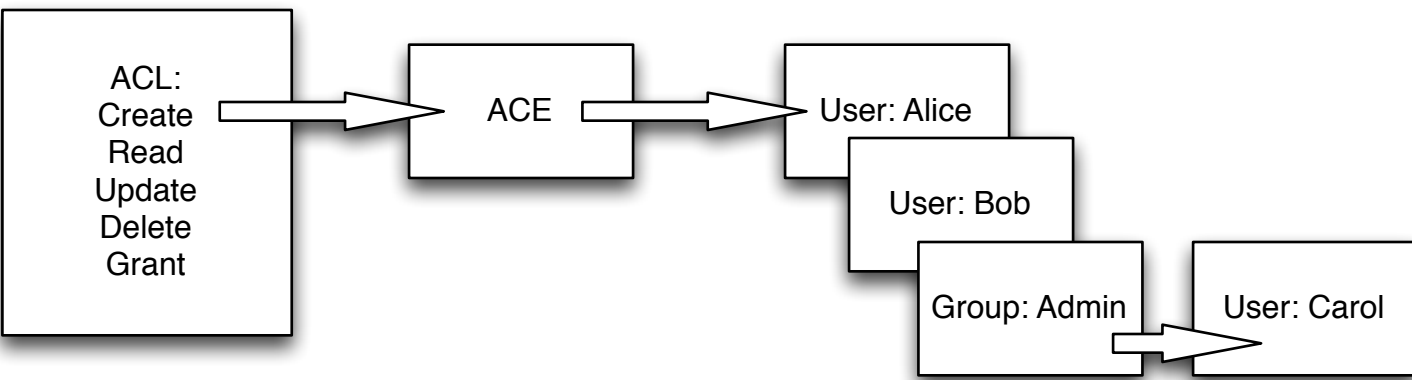 ACL:
Create
Read
Update
Delete
Grant
ACE
User: Alice
User: Bob
Group: Admin
User: Carol